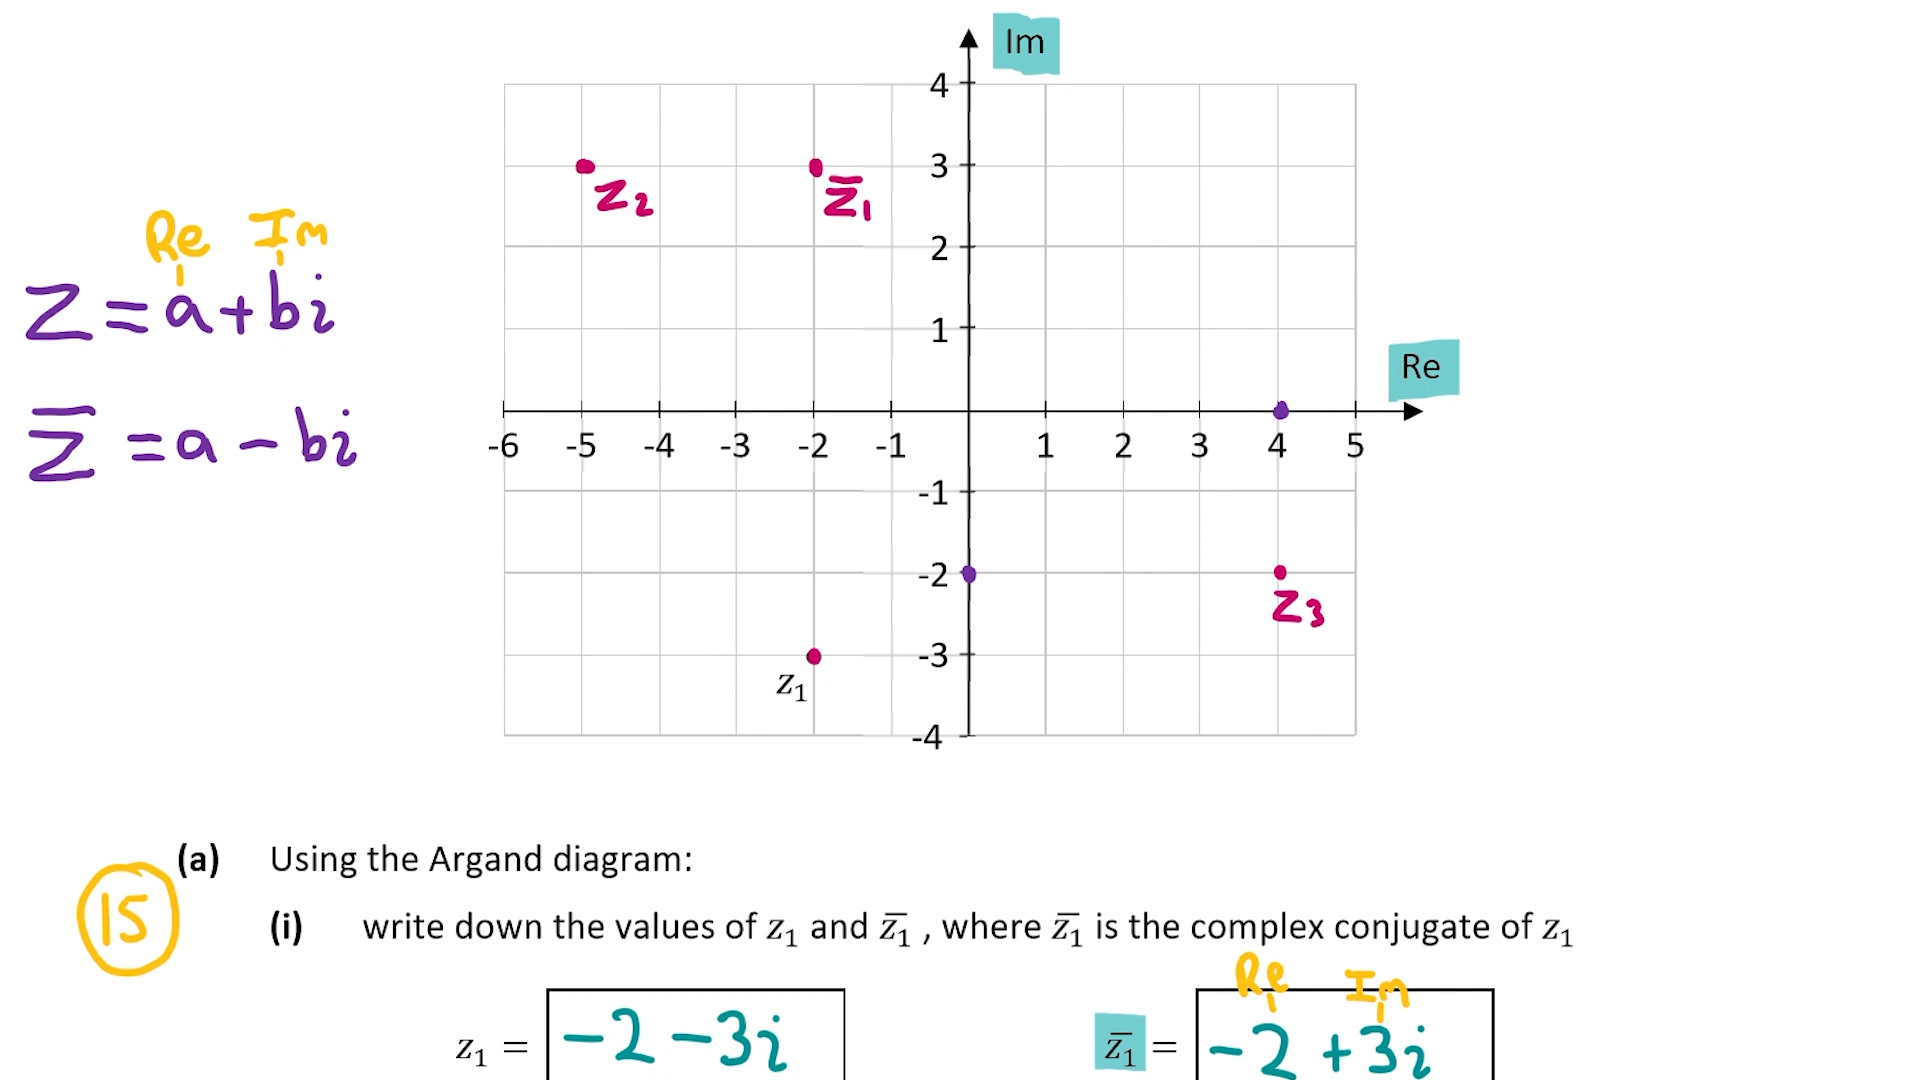 Im
4
3
z₂ z̄₁
2
Re Im
z = a + bi
1
Re
-6 -5 -4 -3 -2 -1 1 2 3 4 5
z̄ = a - bi
-1
-2
z₃
-3
z₁
-4
(a) Using the Argand diagram:
15
(i) write down the values of z₁ and z̄₁ , where z̄₁ is the complex conjugate of z₁
Re Im
z₁ = -2 -3i z̄₁ = -2 +3i